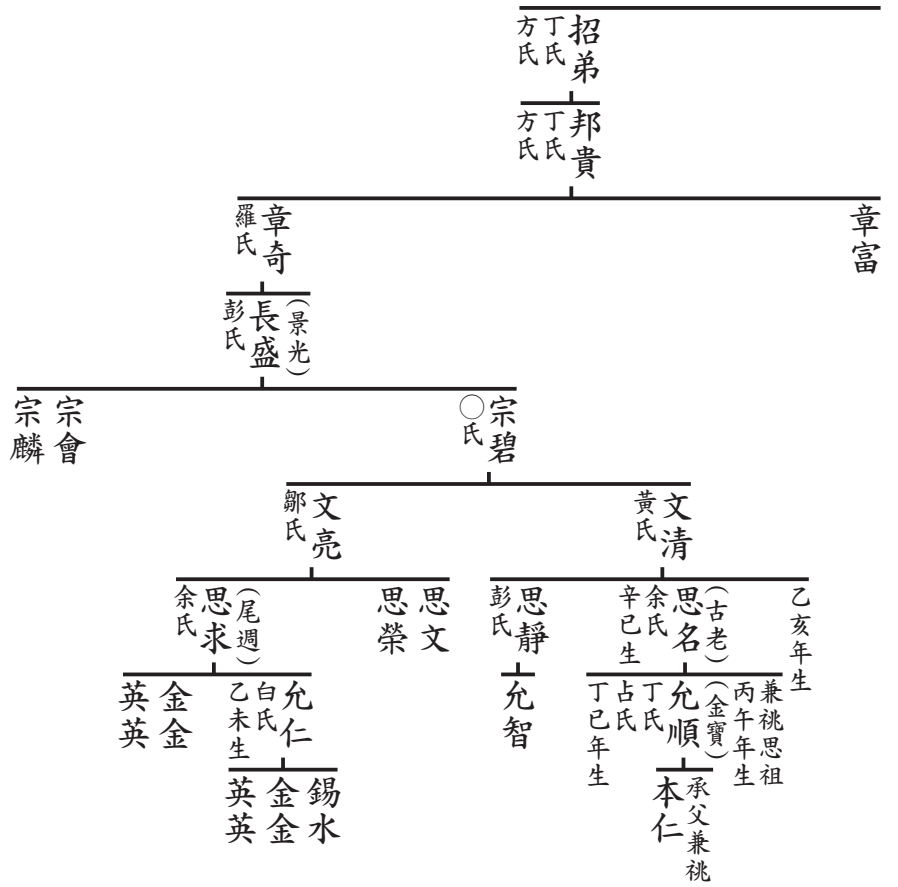 招弟
丁氏
方氏
邦貴
丁氏
方氏
章富
章奇
羅氏
(景光)
長盛
彭氏
宗碧
○氏
宗會
宗麟
文清
黃氏
文亮
鄒氏
乙亥年生
(古老)
思名
余氏
辛巳生
思靜
彭氏
思文
思榮
(尾週)
思求
余氏
兼祧思祖
丙午年生
(金寶)
允順
丁氏
占氏
丁巳年生
允智
允仁
白氏
乙未生
金金
英英
承父兼祧
本仁
錫水
金金
英英